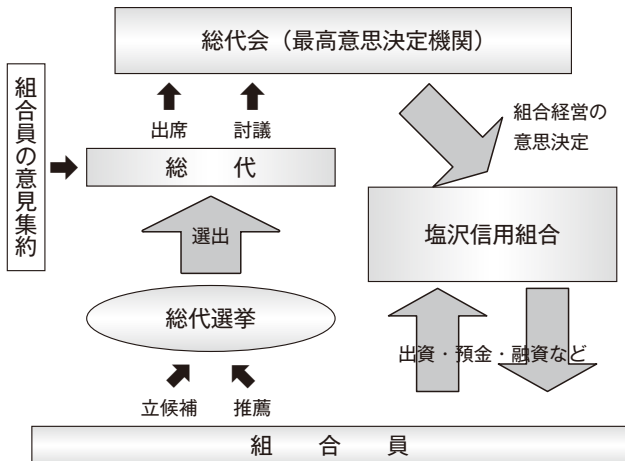 総代会（最高意思決定機関）
出席
討議
組合経営の
意思決定
組合員の意見集約
総　代
選出
塩沢信用組合
総代選挙
出資・預金・融資など
立候補
推薦
組　合　員